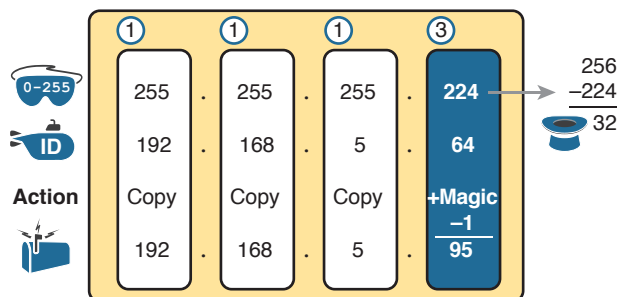 1 1 1 3
0-255 255 . 255 . 255 . 224 256
–224
ID 192 . 168 . 5 . 64 32
Action Copy Copy Copy +Magic
–1
192 . 168 . 5 . 95